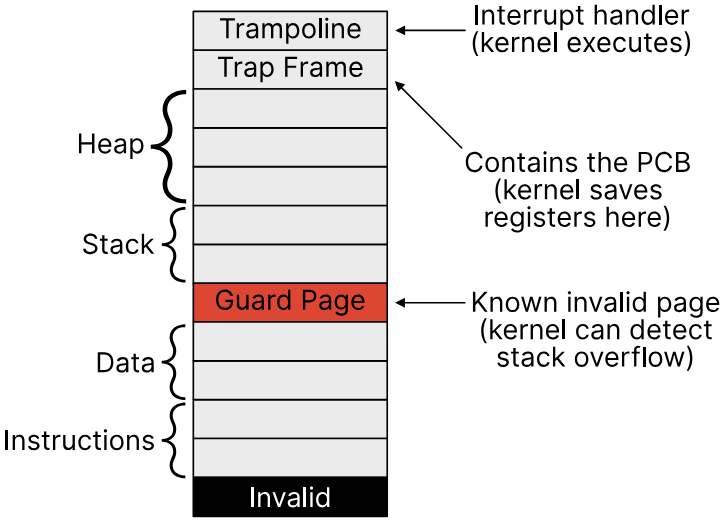 Trampoline
Interrupt handler
(kernel executes)
Trap Frame
Heap
Contains the PCB
(kernel saves
registers here)
Stack
Guard Page
Known invalid page
(kernel can detect
stack overflow)
Data
Instructions
Invalid